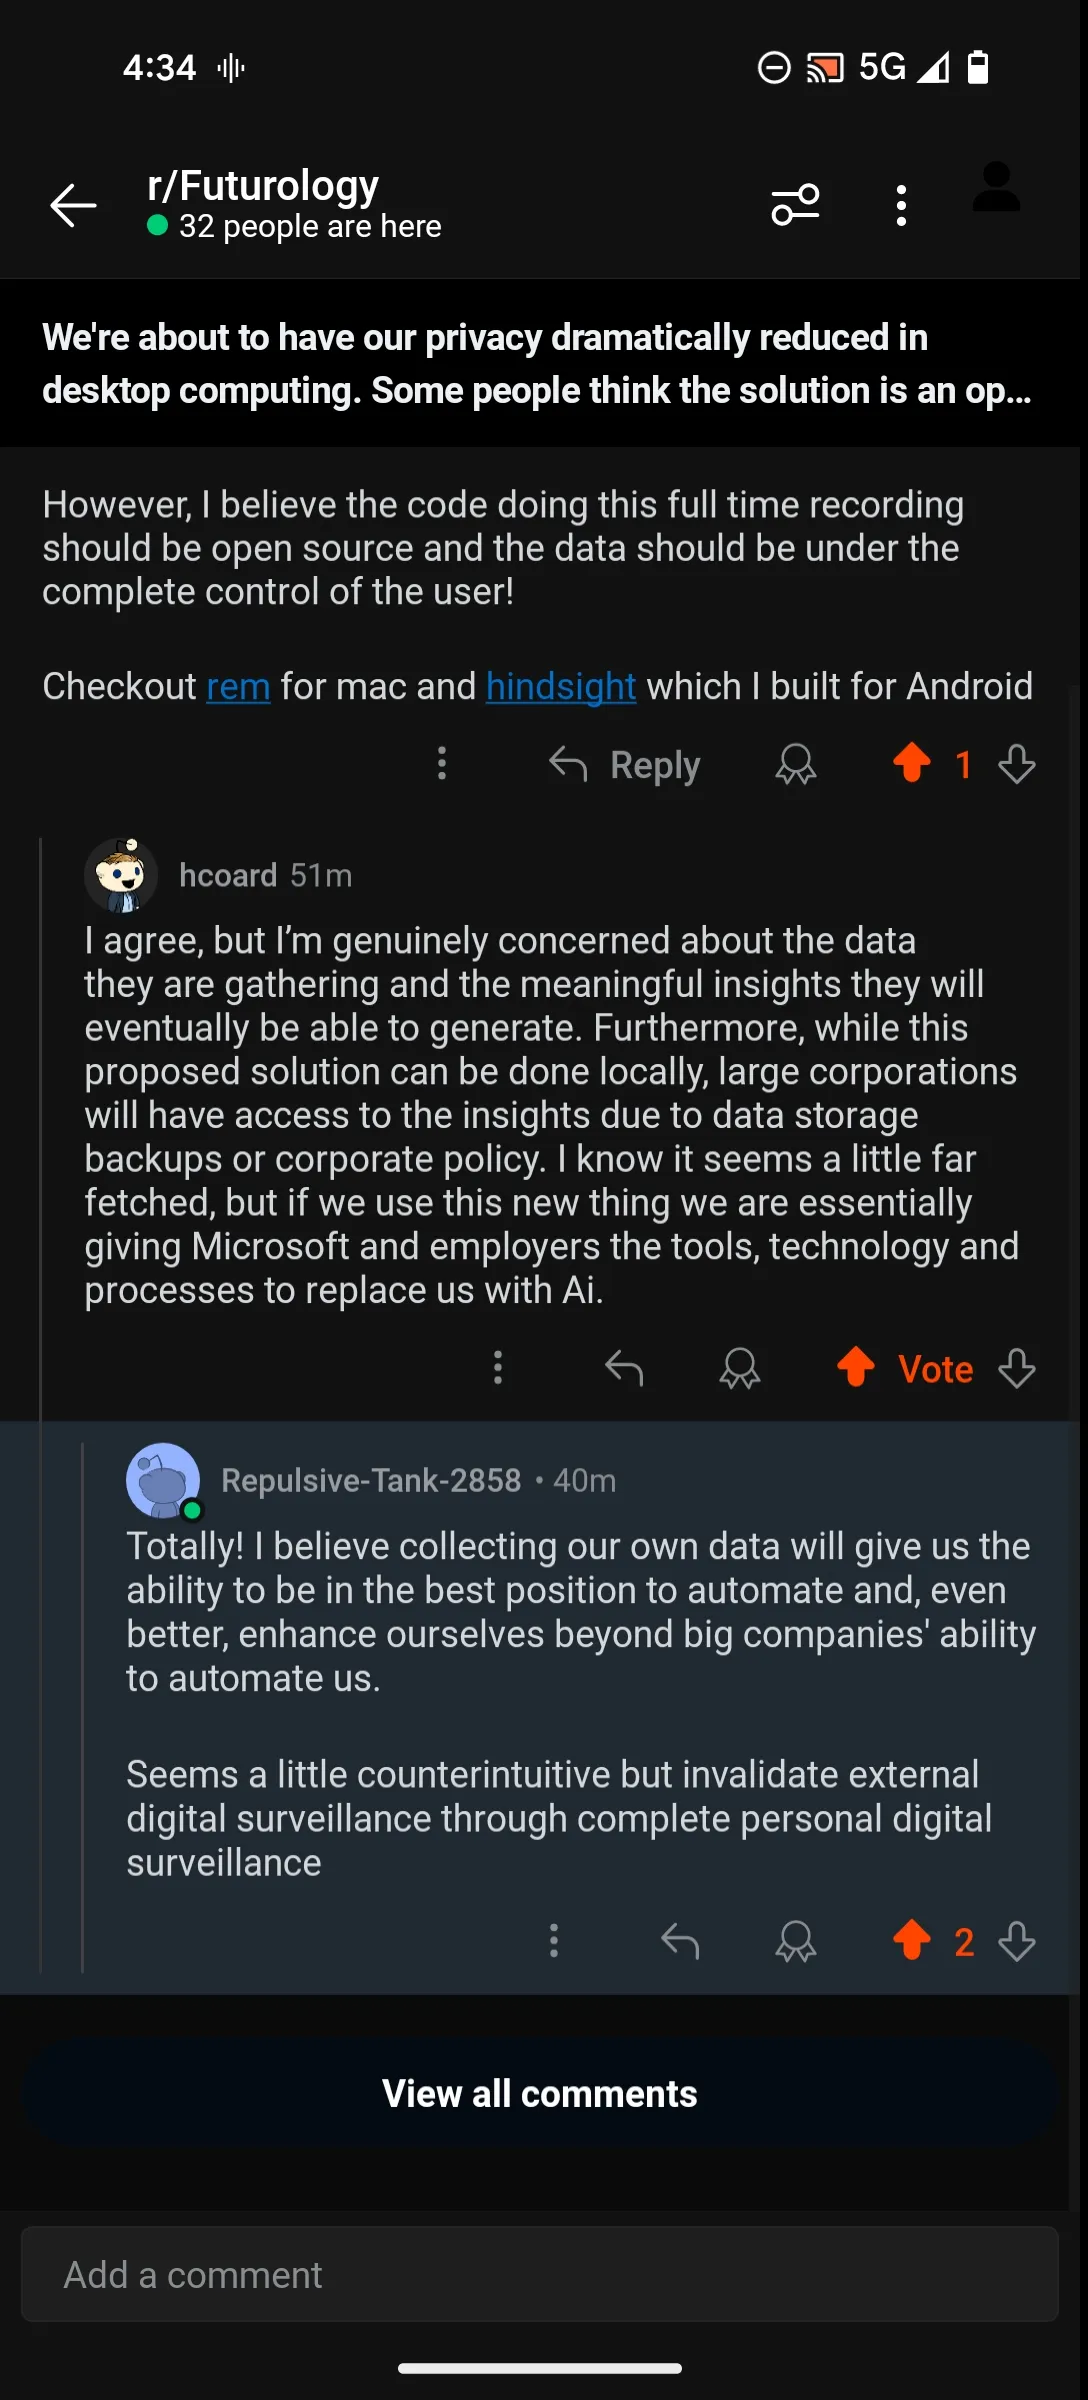 4:34
5G
r/Futurology
32 people are here
We're about to have our privacy dramatically reduced in
desktop computing. Some people think the solution is an op...
However, I believe the code doing this full time recording
should be open source and the data should be under the
complete control of the user!
Checkout rem for mac and hindsight which I built for Android
Reply 1
hcoard 51m
I agree, but I’m genuinely concerned about the data
they are gathering and the meaningful insights they will
eventually be able to generate. Furthermore, while this
proposed solution can be done locally, large corporations
will have access to the insights due to data storage
backups or corporate policy. I know it seems a little far
fetched, but if we use this new thing we are essentially
giving Microsoft and employers the tools, technology and
processes to replace us with Ai.
Vote
Repulsive-Tank-2858 • 40m
Totally! I believe collecting our own data will give us the
ability to be in the best position to automate and, even
better, enhance ourselves beyond big companies' ability
to automate us.
Seems a little counterintuitive but invalidate external
digital surveillance through complete personal digital
surveillance
2
View all comments
Add a comment